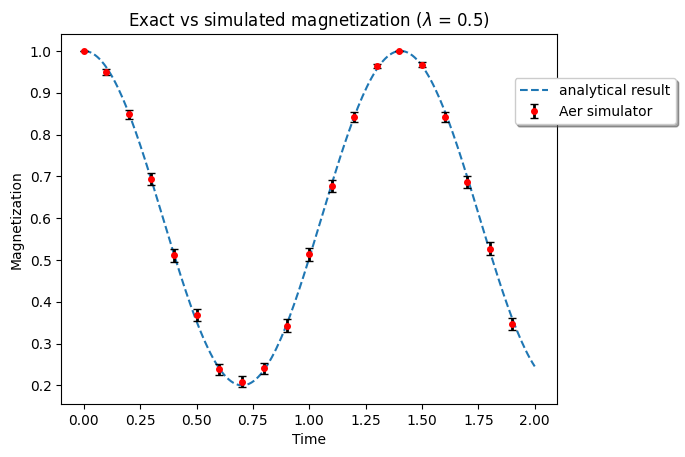 Exact vs simulated magnetization (λ = 0.5)
analytical result
Aer simulator
Magnetization
1.0
0.9
0.8
0.7
0.6
0.5
0.4
0.3
0.2
0.00 0.25 0.50 0.75 1.00 1.25 1.50 1.75 2.00
Time